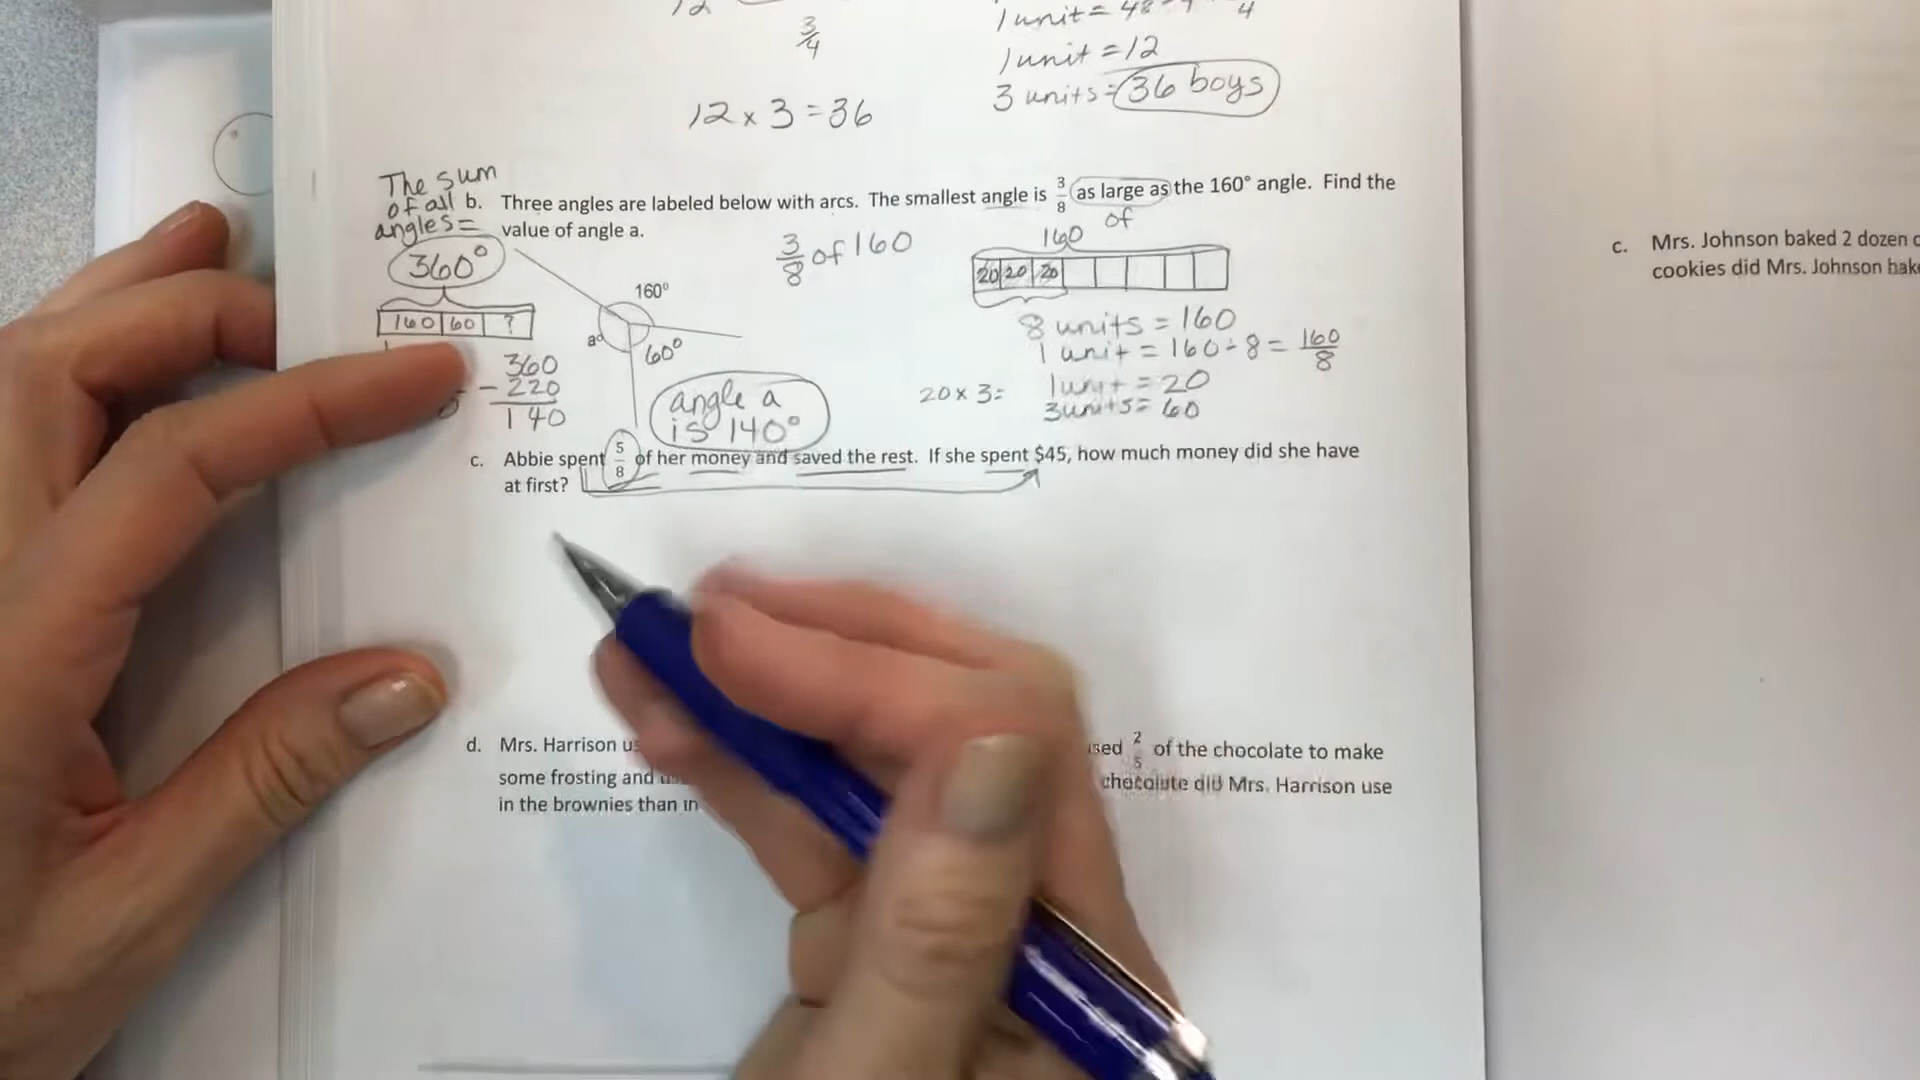 3/4
1 unit = 12
3 units = 36 boys
12 x 3 = 36
The sum
of all
angles =
360°
160 60 ?
360
- 220
140
b. Three angles are labeled below with arcs. The smallest angle is 3/8 as large as the 160° angle. Find the
of
value of angle a.
3/8 of 160
160
20 20 20
160°
a°
60°
angle a
is 140°
8 units = 160
1 unit = 160 ÷ 8 = 160/8
20 x 3 =
1 unit = 20
3 units = 60
c. Abbie spent 5/8 of her money and saved the rest. If she spent $45, how much money did she have
at first?
d. Mrs. Harrison
2/5 of the chocolate to make
some frosting and
chocolate did Mrs. Harrison use
in the brownies than in
c. Mrs. Johnson baked 2 dozen
cookies did Mrs. Johnson